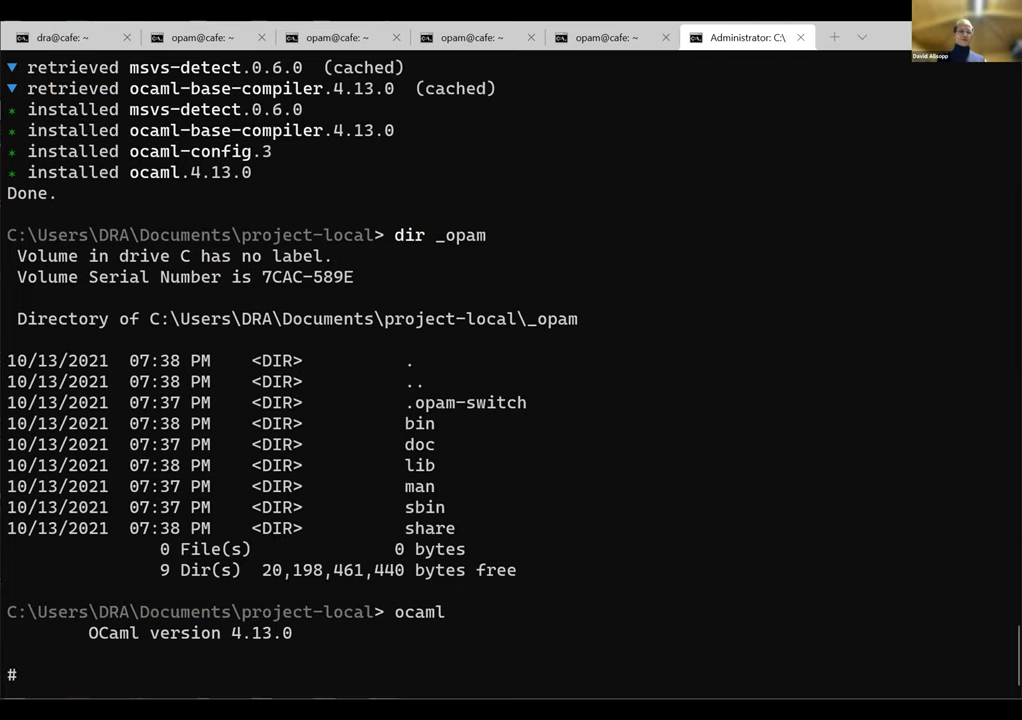 dra@cafe: ~
opam@cafe: ~
opam@cafe: ~
opam@cafe: ~
opam@cafe: ~
Administrator: C:\
David Allsopp
retrieved msvs-detect.0.6.0  (cached)
retrieved ocaml-base-compiler.4.13.0  (cached)
* installed msvs-detect.0.6.0
* installed ocaml-base-compiler.4.13.0
* installed ocaml-config.3
* installed ocaml.4.13.0
Done.
C:\Users\DRA\Documents\project-local> dir _opam
Volume in drive C has no label.
Volume Serial Number is 7CAC-589E
Directory of C:\Users\DRA\Documents\project-local\_opam
10/13/2021  07:38 PM    <DIR>          .
10/13/2021  07:38 PM    <DIR>          ..
10/13/2021  07:37 PM    <DIR>          .opam-switch
10/13/2021  07:38 PM    <DIR>          bin
10/13/2021  07:37 PM    <DIR>          doc
10/13/2021  07:38 PM    <DIR>          lib
10/13/2021  07:37 PM    <DIR>          man
10/13/2021  07:37 PM    <DIR>          sbin
10/13/2021  07:38 PM    <DIR>          share
0 File(s)              0 bytes
9 Dir(s)  20,198,461,440 bytes free
C:\Users\DRA\Documents\project-local> ocaml
OCaml version 4.13.0
#